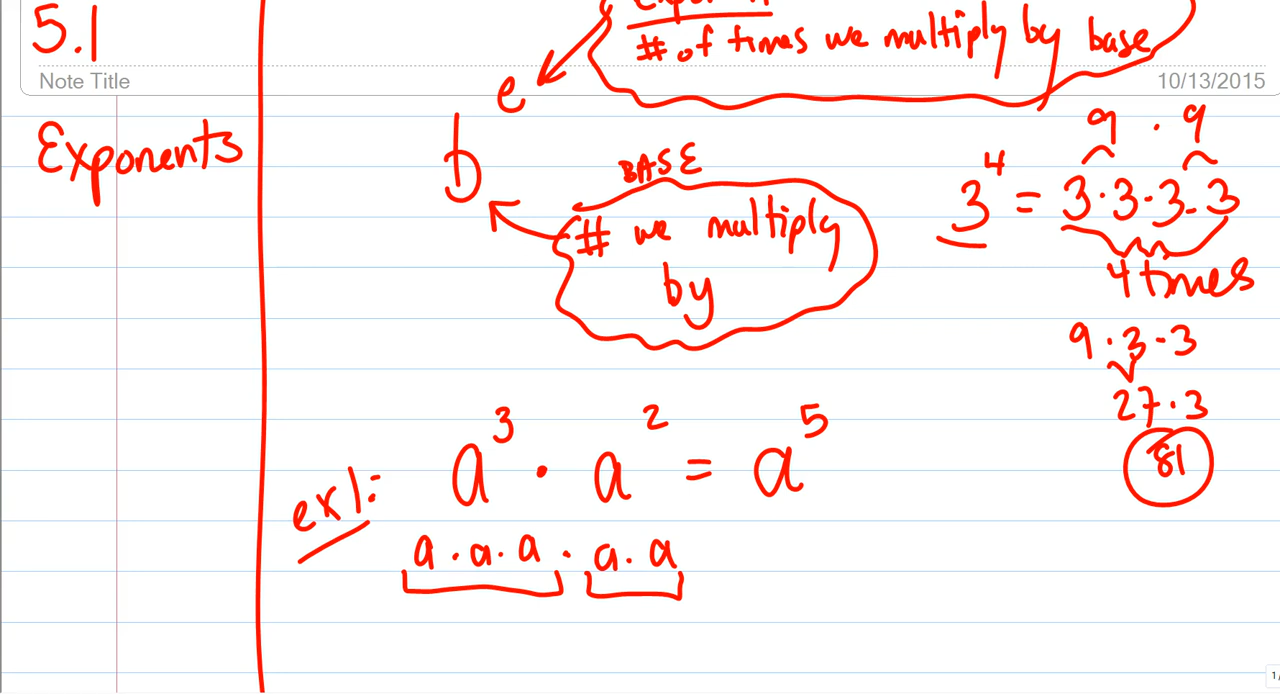 5.1
# of times we multiply by base
Note Title
10/13/2015
Exponents
b^e
BASE
# we multiply
by
9 · 9
3^4 = 3·3·3·3
4 times
9·3·3
27·3
81
ex1: a^3 · a^2 = a^5
a·a·a·a·a